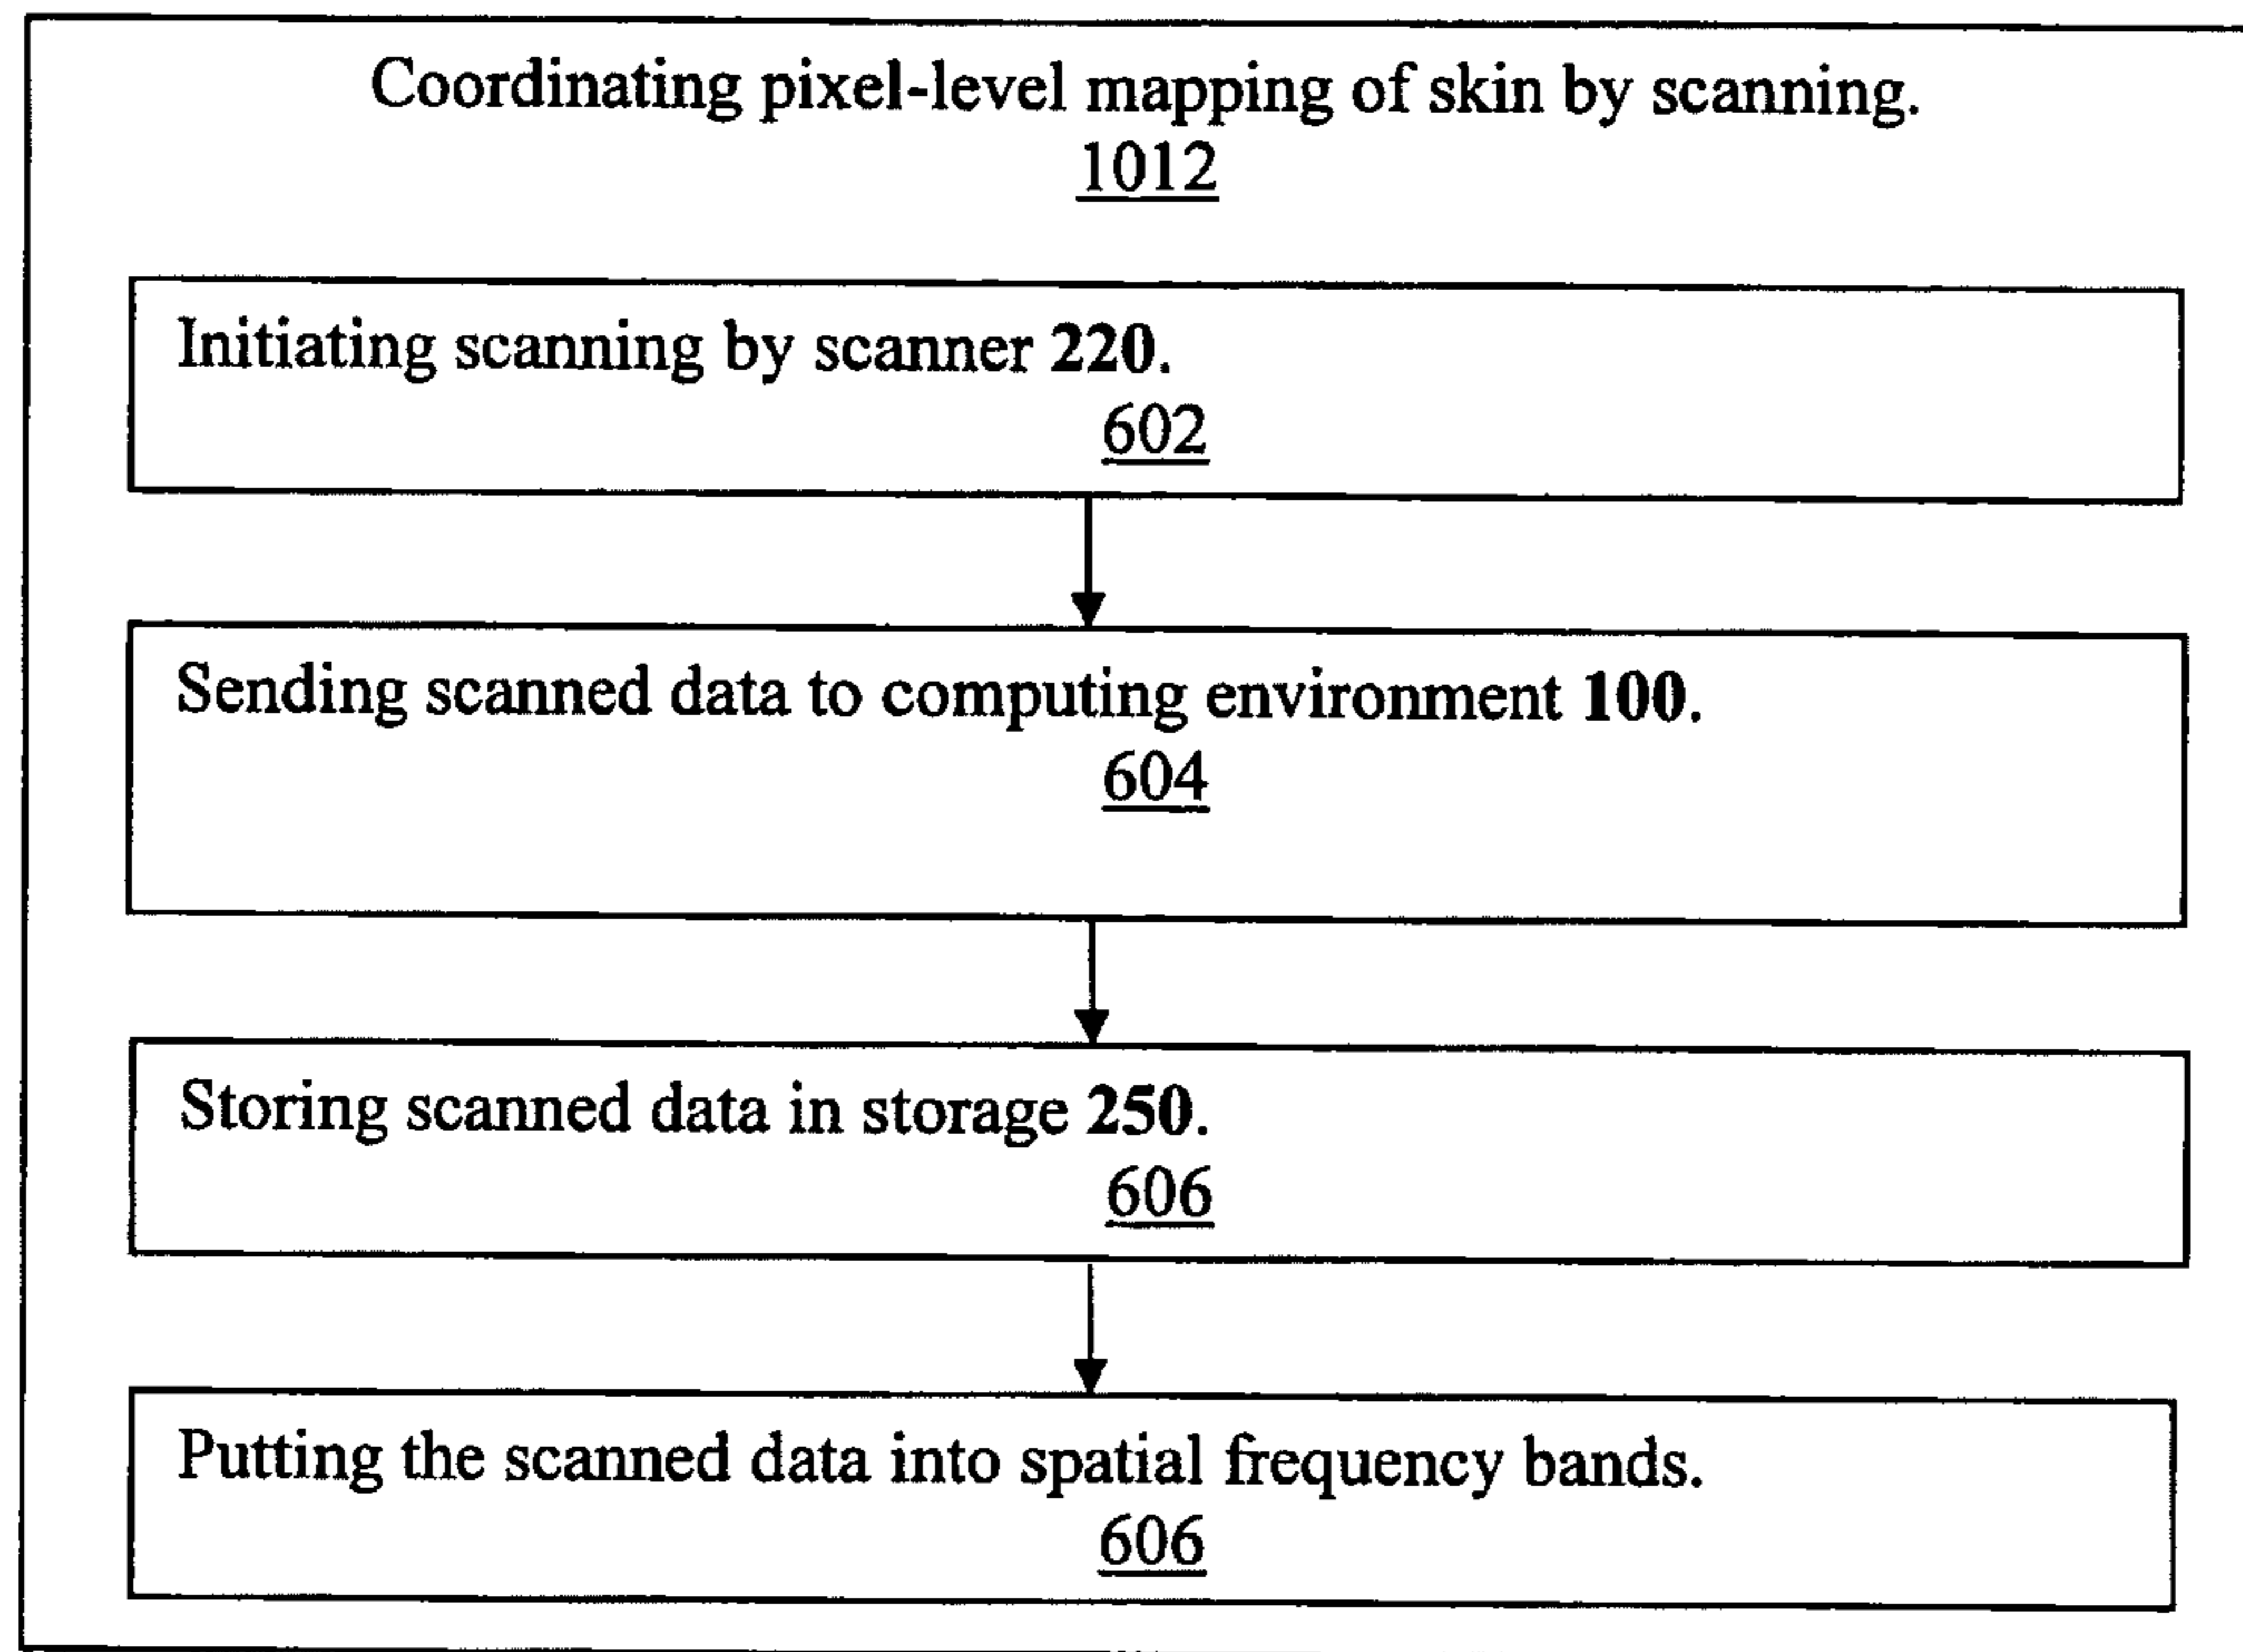 Coordinating pixel-level mapping of skin by scanning.
1012
Initiating scanning by scanner 220.
602
Sending scanned data to computing environment 100.
604
Storing scanned data in storage 250.
606
Putting the scanned data into spatial frequency bands.
606